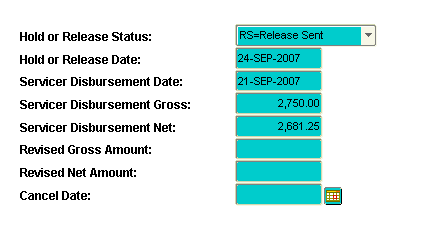 Hold or Release Status: RS=Release Sent
Hold or Release Date: 24-SEP-2007
Servicer Disbursement Date: 21-SEP-2007
Servicer Disbursement Gross: 2,750.00
Servicer Disbursement Net: 2,681.25
Revised Gross Amount:
Revised Net Amount:
Cancel Date: